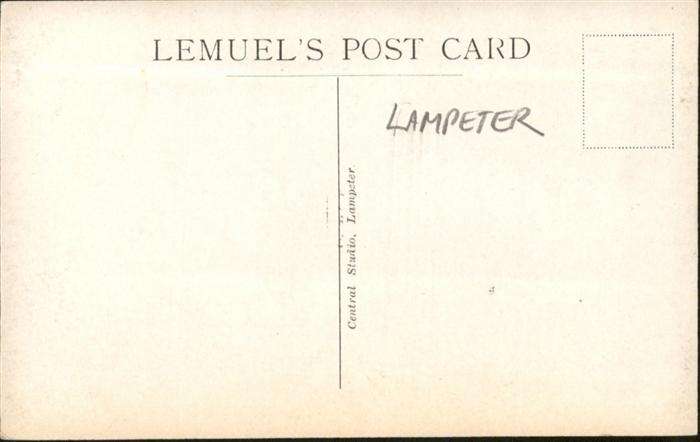 LEMUEL'S POST CARD
LAMPETER
Central Studio, Lampeter.